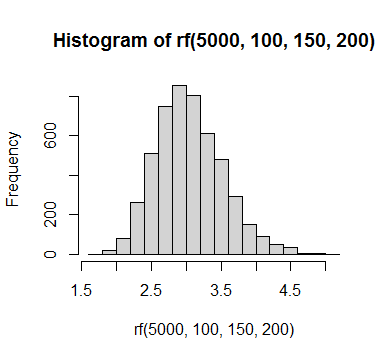 Histogram of rf(5000, 100, 150, 200)
Frequency
600
200
0
1.5 2.5 3.5 4.5
rf(5000, 100, 150, 200)